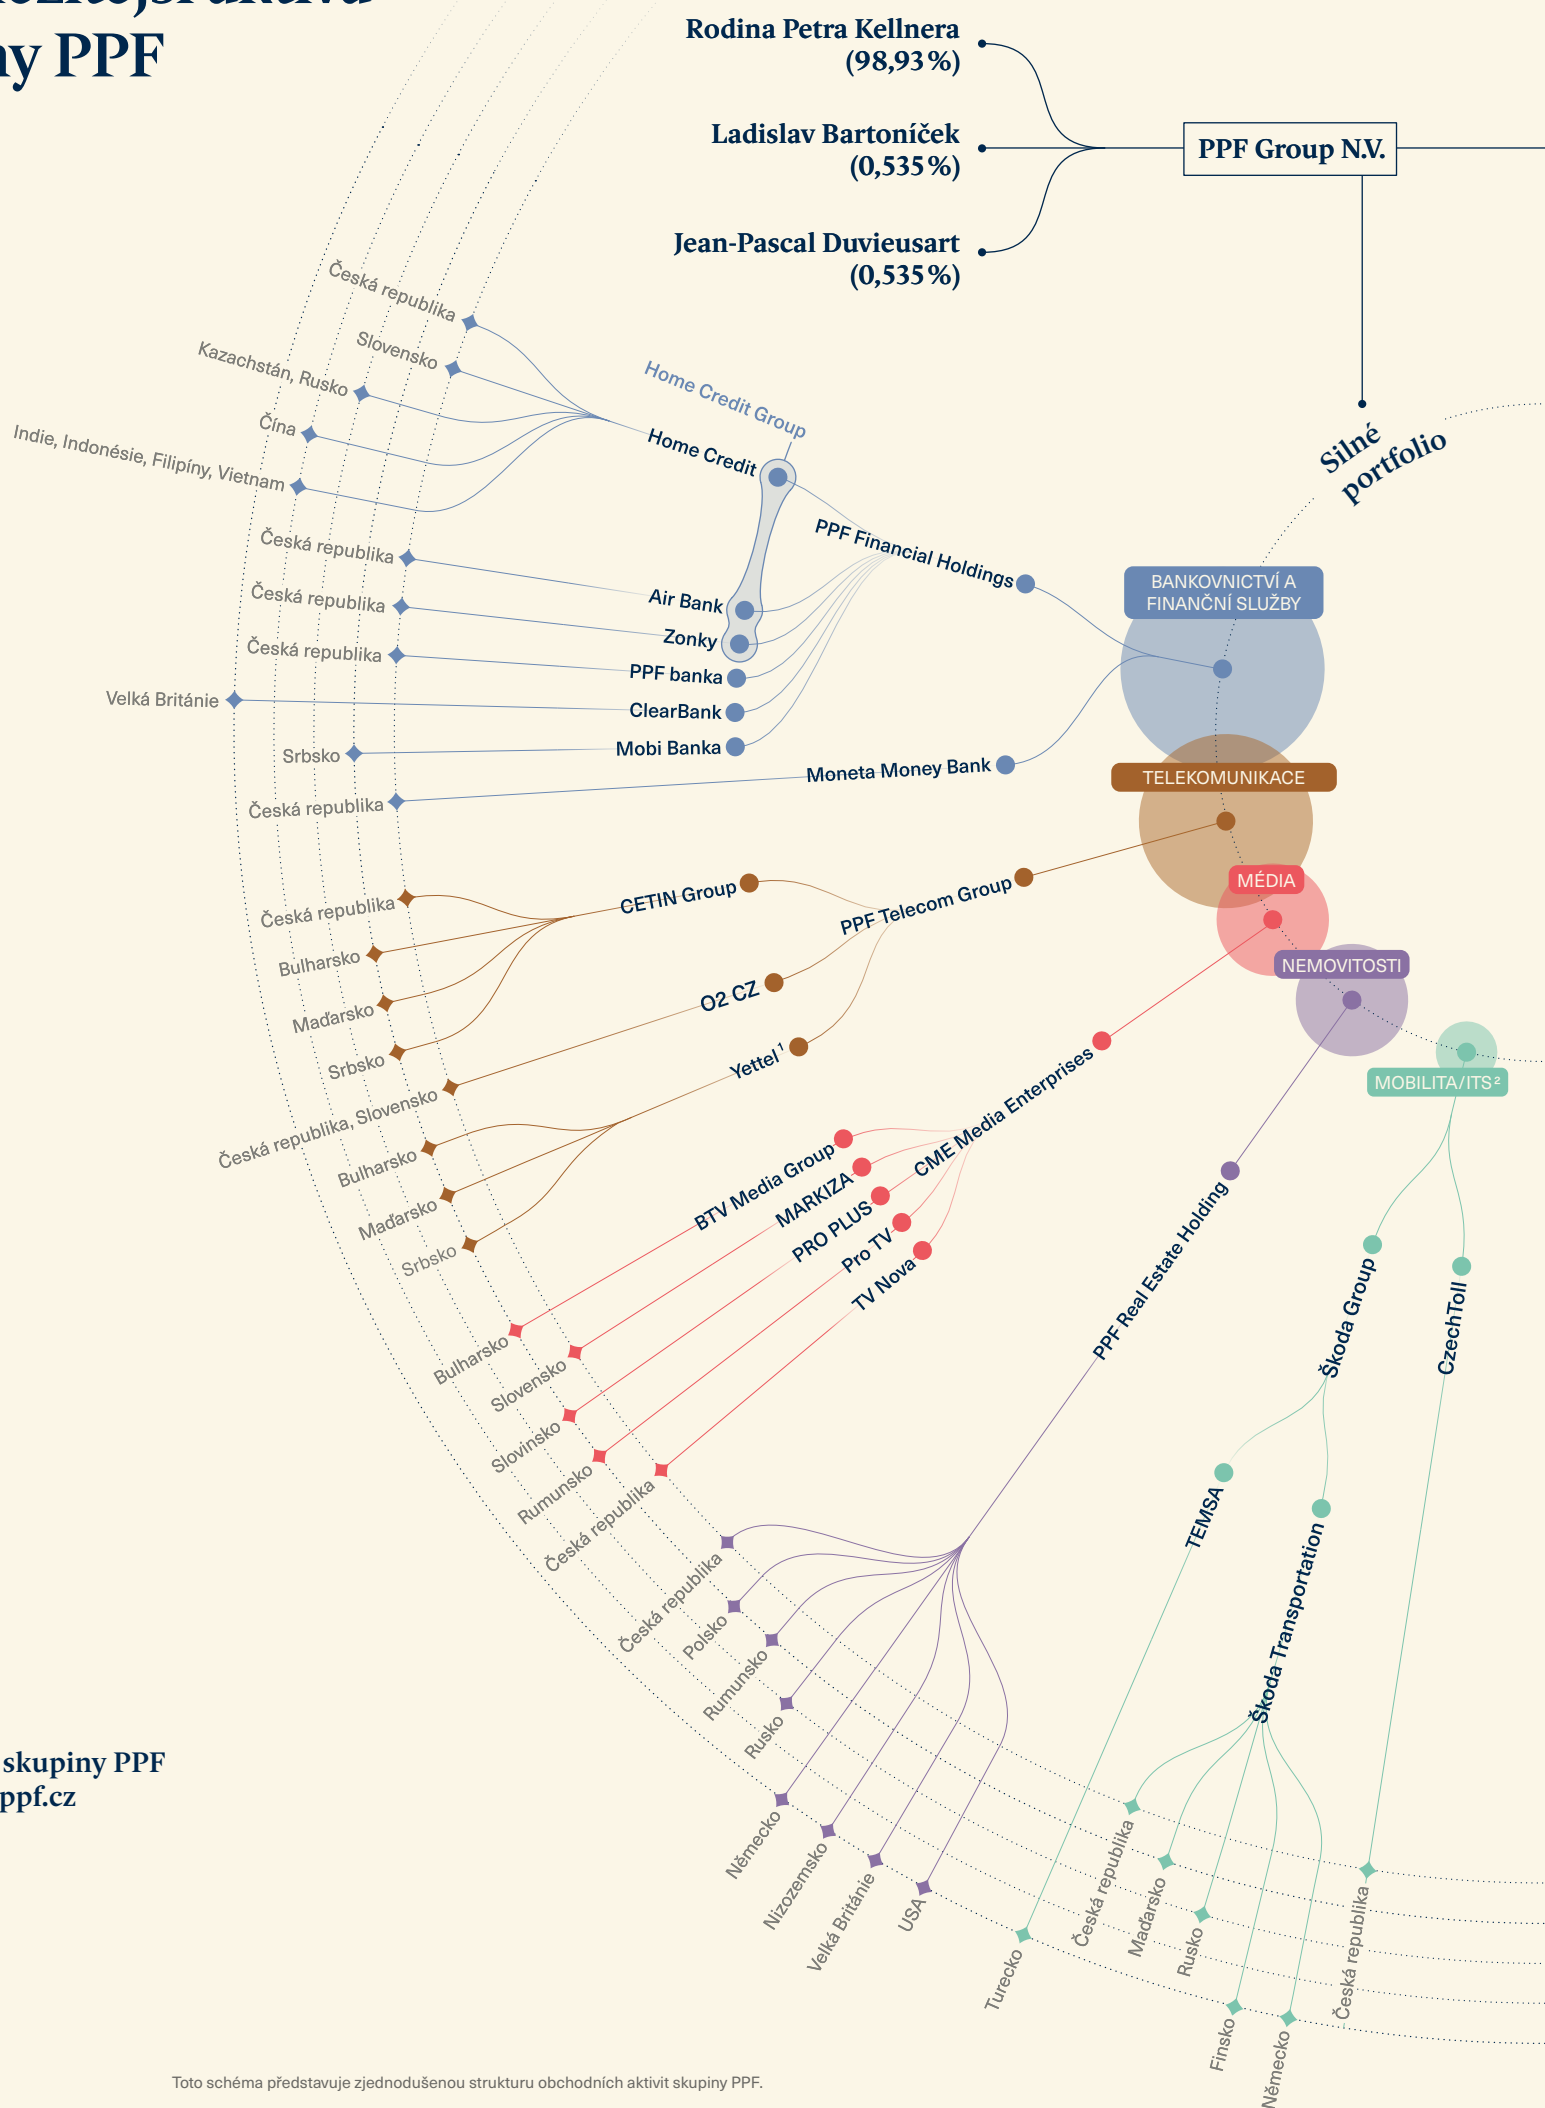 ny PPF
Rodina Petra Kellnera
(98,93 %)
Ladislav Bartoníček
(0,535 %)
Jean-Pascal Duvieusart
(0,535 %)
PPF Group N.V.
Silné
portfolio
BANKOVNICTVÍ A
FINANČNÍ SLUŽBY
PPF Financial Holdings
Home Credit Group
Home Credit
Česká republika
Slovensko
Kazachstán, Rusko
Čína
Indie, Indonésie, Filipíny, Vietnam
Air Bank
Česká republika
Zonky
Česká republika
PPF banka
Česká republika
ClearBank
Velká Británie
Mobi Banka
Srbsko
Moneta Money Bank
Česká republika
TELEKOMUNIKACE
PPF Telecom Group
CETIN Group
Česká republika
Bulharsko
Maďarsko
Srbsko
O2 CZ
Česká republika, Slovensko
Yettel¹
Bulharsko
Maďarsko
Srbsko
MÉDIA
CME Media Enterprises
BTV Media Group
Bulharsko
MARKIZA
Slovensko
PRO PLUS
Slovinsko
Pro TV
Rumunsko
TV Nova
Česká republika
NEMOVITOSTI
PPF Real Estate Holding
Česká republika
Polsko
Rumunsko
Rusko
Německo
Nizozemsko
Velká Británie
USA
MOBILITA/ITS²
Škoda Group
TEMSA
Turecko
Škoda Transportation
Česká republika
Maďarsko
Rusko
Finsko
Německo
CzechToll
Česká republika
skupiny PPF
ppf.cz
Toto schéma představuje zjednodušenou strukturu obchodních aktivit skupiny PPF.